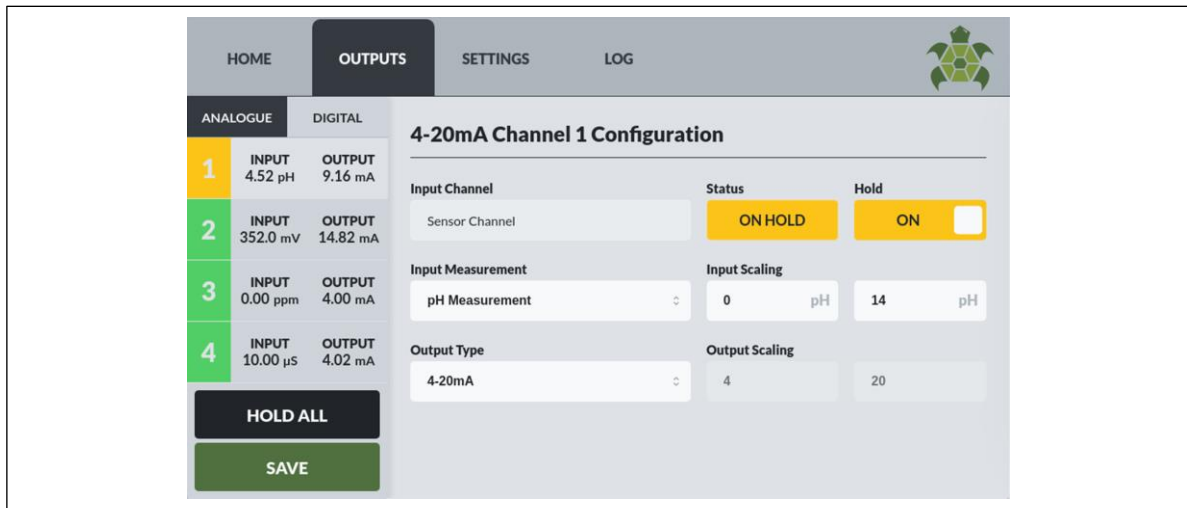 HOME OUTPUTS SETTINGS LOG
ANALOGUE DIGITAL
1 INPUT OUTPUT
4.52 pH 9.16 mA
2 INPUT OUTPUT
352.0 mV 14.82 mA
3 INPUT OUTPUT
0.00 ppm 4.00 mA
4 INPUT OUTPUT
10.00 µS 4.02 mA
HOLD ALL
SAVE
4-20mA Channel 1 Configuration
Input Channel Status Hold
Sensor Channel ON HOLD ON
Input Measurement Input Scaling
pH Measurement 0 pH 14 pH
Output Type Output Scaling
4-20mA 4 20